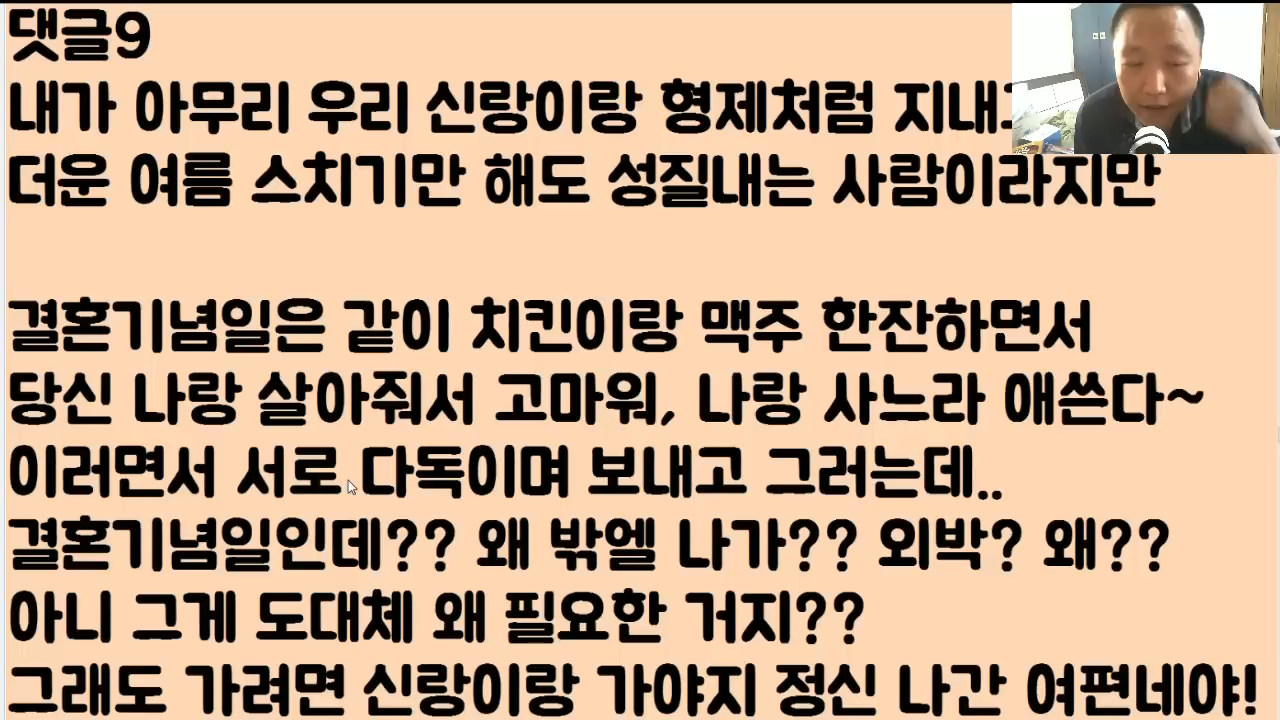 댓글9
내가 아무리 우리 신랑이랑 형제처럼
더운 여름 스치기만 해도 성질내는 사람이라지만
결혼기념일은 같이 치킨이랑 맥주 한잔하면서
당신 나랑 살아줘서 고마워, 나랑 사느라 애쓴다~
이러면서 서로 다독이며 보내고 그러는데..
결혼기념일인데?? 왜 밖엘 나가?? 외박? 왜??
아니 그게 도대체 왜 필요한 거지??
그래도 가려면 신랑이랑 가야지 정신 나간 여편네야!